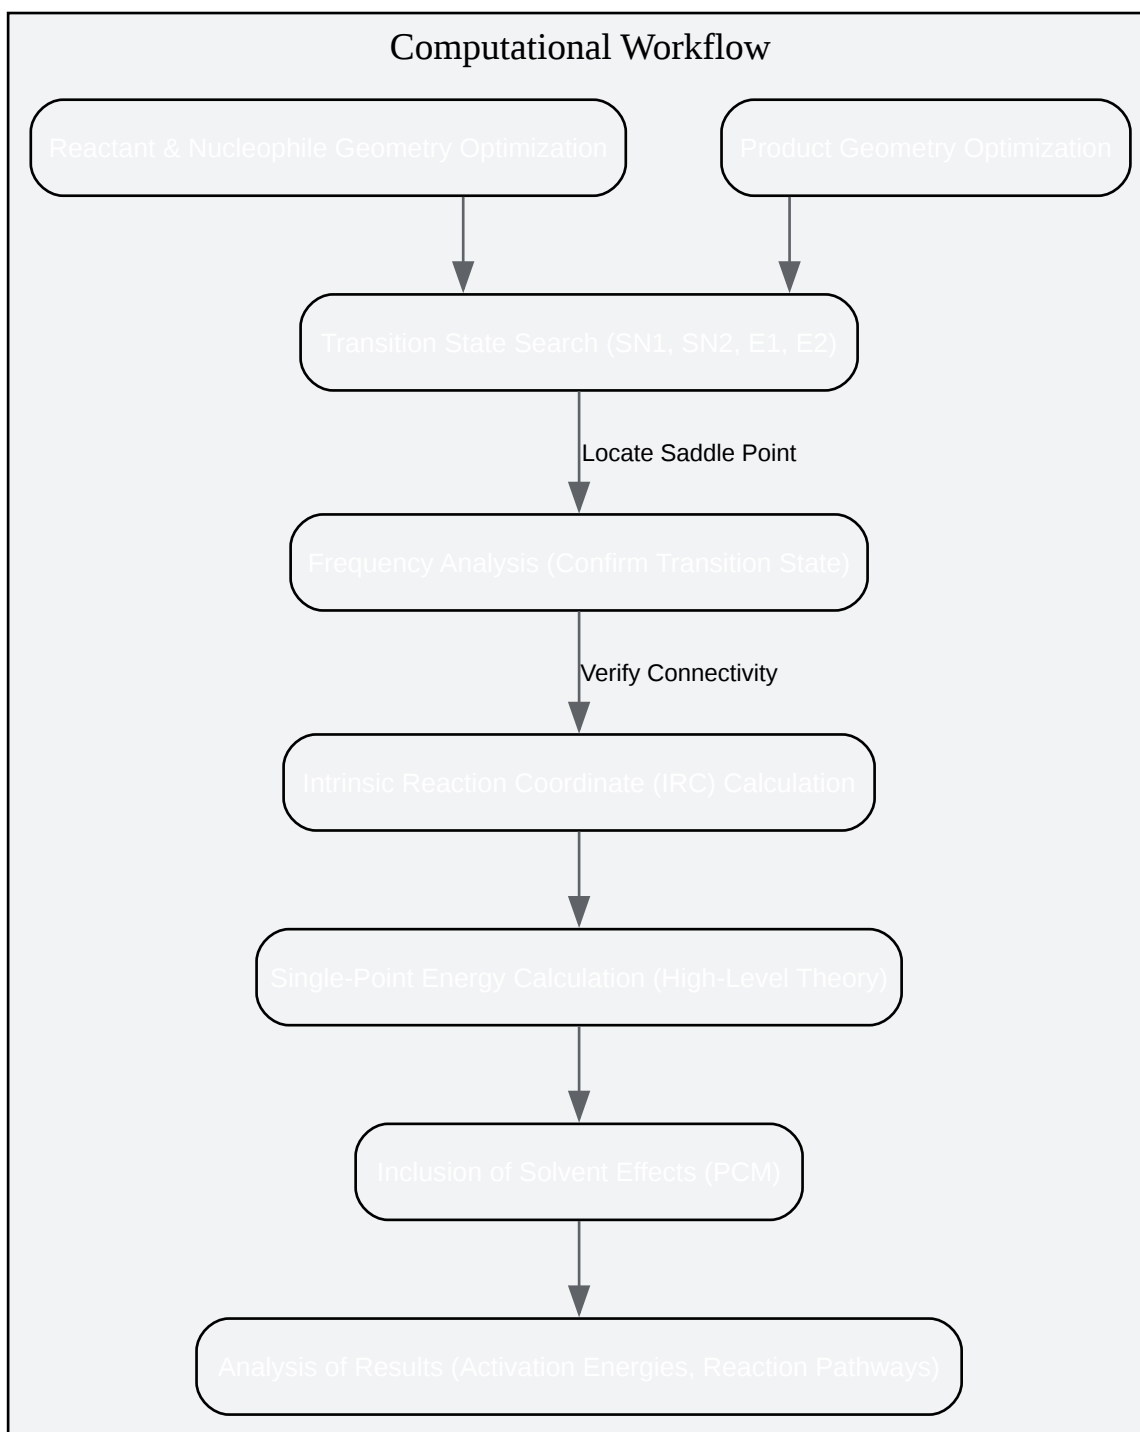 Computational Workflow
Reactant & Nucleophile Geometry Optimization
Product Geometry Optimization
Transition State Search (SN1, SN2, E1, E2)
Locate Saddle Point
Frequency Analysis (Confirm Transition State)
Verify Connectivity
Intrinsic Reaction Coordinate (IRC) Calculation
Single-Point Energy Calculation (High-Level Theory)
Inclusion of Solvent Effects (PCM)
Analysis of Results (Activation Energies, Reaction Pathways)